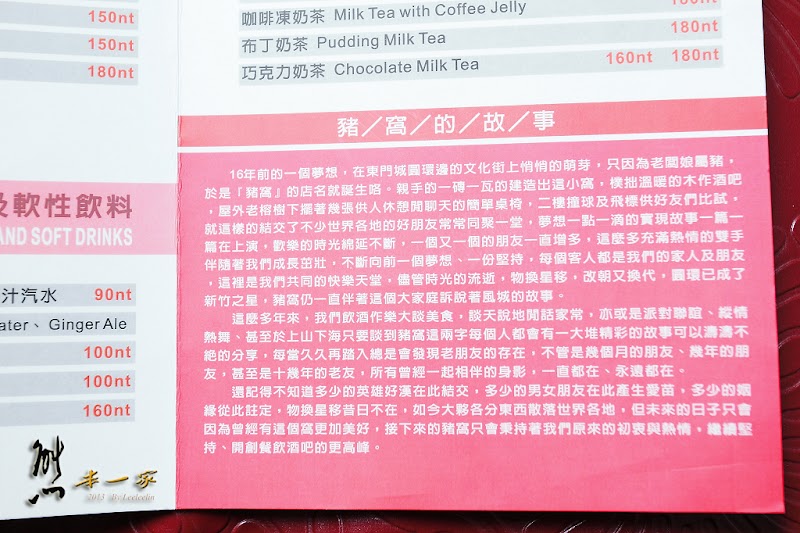 150nt
150nt
180nt
及軟性飲料
AND SOFT DRINKS
汁汽水 90nt
ater、Ginger Ale
100nt
100nt
160nt
咖啡凍奶茶 Milk Tea with Coffee Jelly 180nt
布丁奶茶 Pudding Milk Tea 180nt
巧克力奶茶 Chocolate Milk Tea 160nt 180nt
豬／窩／的／故／事
16年前的一個夢想，在東門城圓環邊的文化街上悄悄的萌芽，只因為老闆娘屬豬，
於是「豬窩」的店名就誕生咯。親手的一磚一瓦的建造出這小窩，樸拙溫暖的木作酒吧
，屋外老榕樹下擺著幾張供人休憩閒聊天的簡單桌椅，二樓撞球及飛標供好友們比試，
就這樣的結交了不少世界各地的好朋友常常同聚一堂，夢想一點一滴的實現故事一篇一
篇在上演，歡樂的時光綿延不斷，一個又一個的朋友一直增多，這麼多充滿熱情的雙手
伴隨著我們成長茁壯，不斷向前一個夢想、一份堅持，每個客人都是我們的家人及朋友
，這裡是我們共同的快樂天堂，儘管時光的流逝，物換星移，改朝又換代，圓環已成了
新竹之星，豬窩仍一直伴著這個大家庭訴說著風城的故事。
這麼多年來，我們飲酒作樂大談美食，談天說地閒話家常，亦或是派對聯誼、縱情
熱舞、甚至於上山下海只要談到豬窩這兩字每個人都會有一大堆精彩的故事可以濤濤不
絕的分享，每當久久再踏入總是會發現老朋友的存在，不管是幾個月的朋友、幾年的朋
友，甚至是十幾年的老友，所有曾經一起相伴的身影，一直都在、永遠都在。
還記得不知道多少的英雄好漢在此結交，多少的男女朋友在此產生愛苗，多少的姻
緣從此註定，物換星移昔日不在，如今大夥各分東西散落世界各地，但未來的日子只會
因為曾經有這個窩更加美好，接下來的豬窩只會秉持著我們原來的初衷與熱情，繼續堅
持、開創餐飲酒吧的更高峰。
熊本一家
2013 By Leeleelin